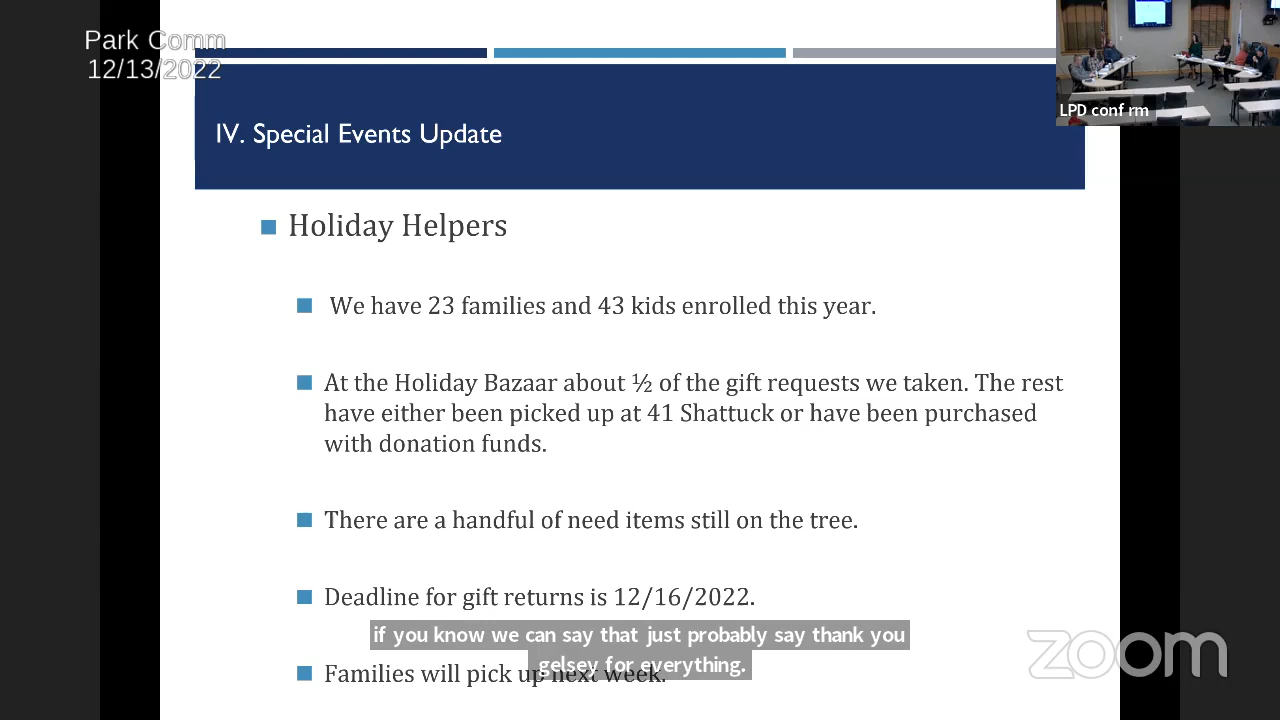 Park Comm
12/13/2022
LPD conf rm
IV. Special Events Update
Holiday Helpers
We have 23 families and 43 kids enrolled this year.
At the Holiday Bazaar about ½ of the gift requests we taken. The rest
have either been picked up at 41 Shattuck or have been purchased
with donation funds.
There are a handful of need items still on the tree.
Deadline for gift returns is 12/16/2022.
if you know we can say that just probably say thank you
gelsey for everything.
Families will pick up next week.
zoom